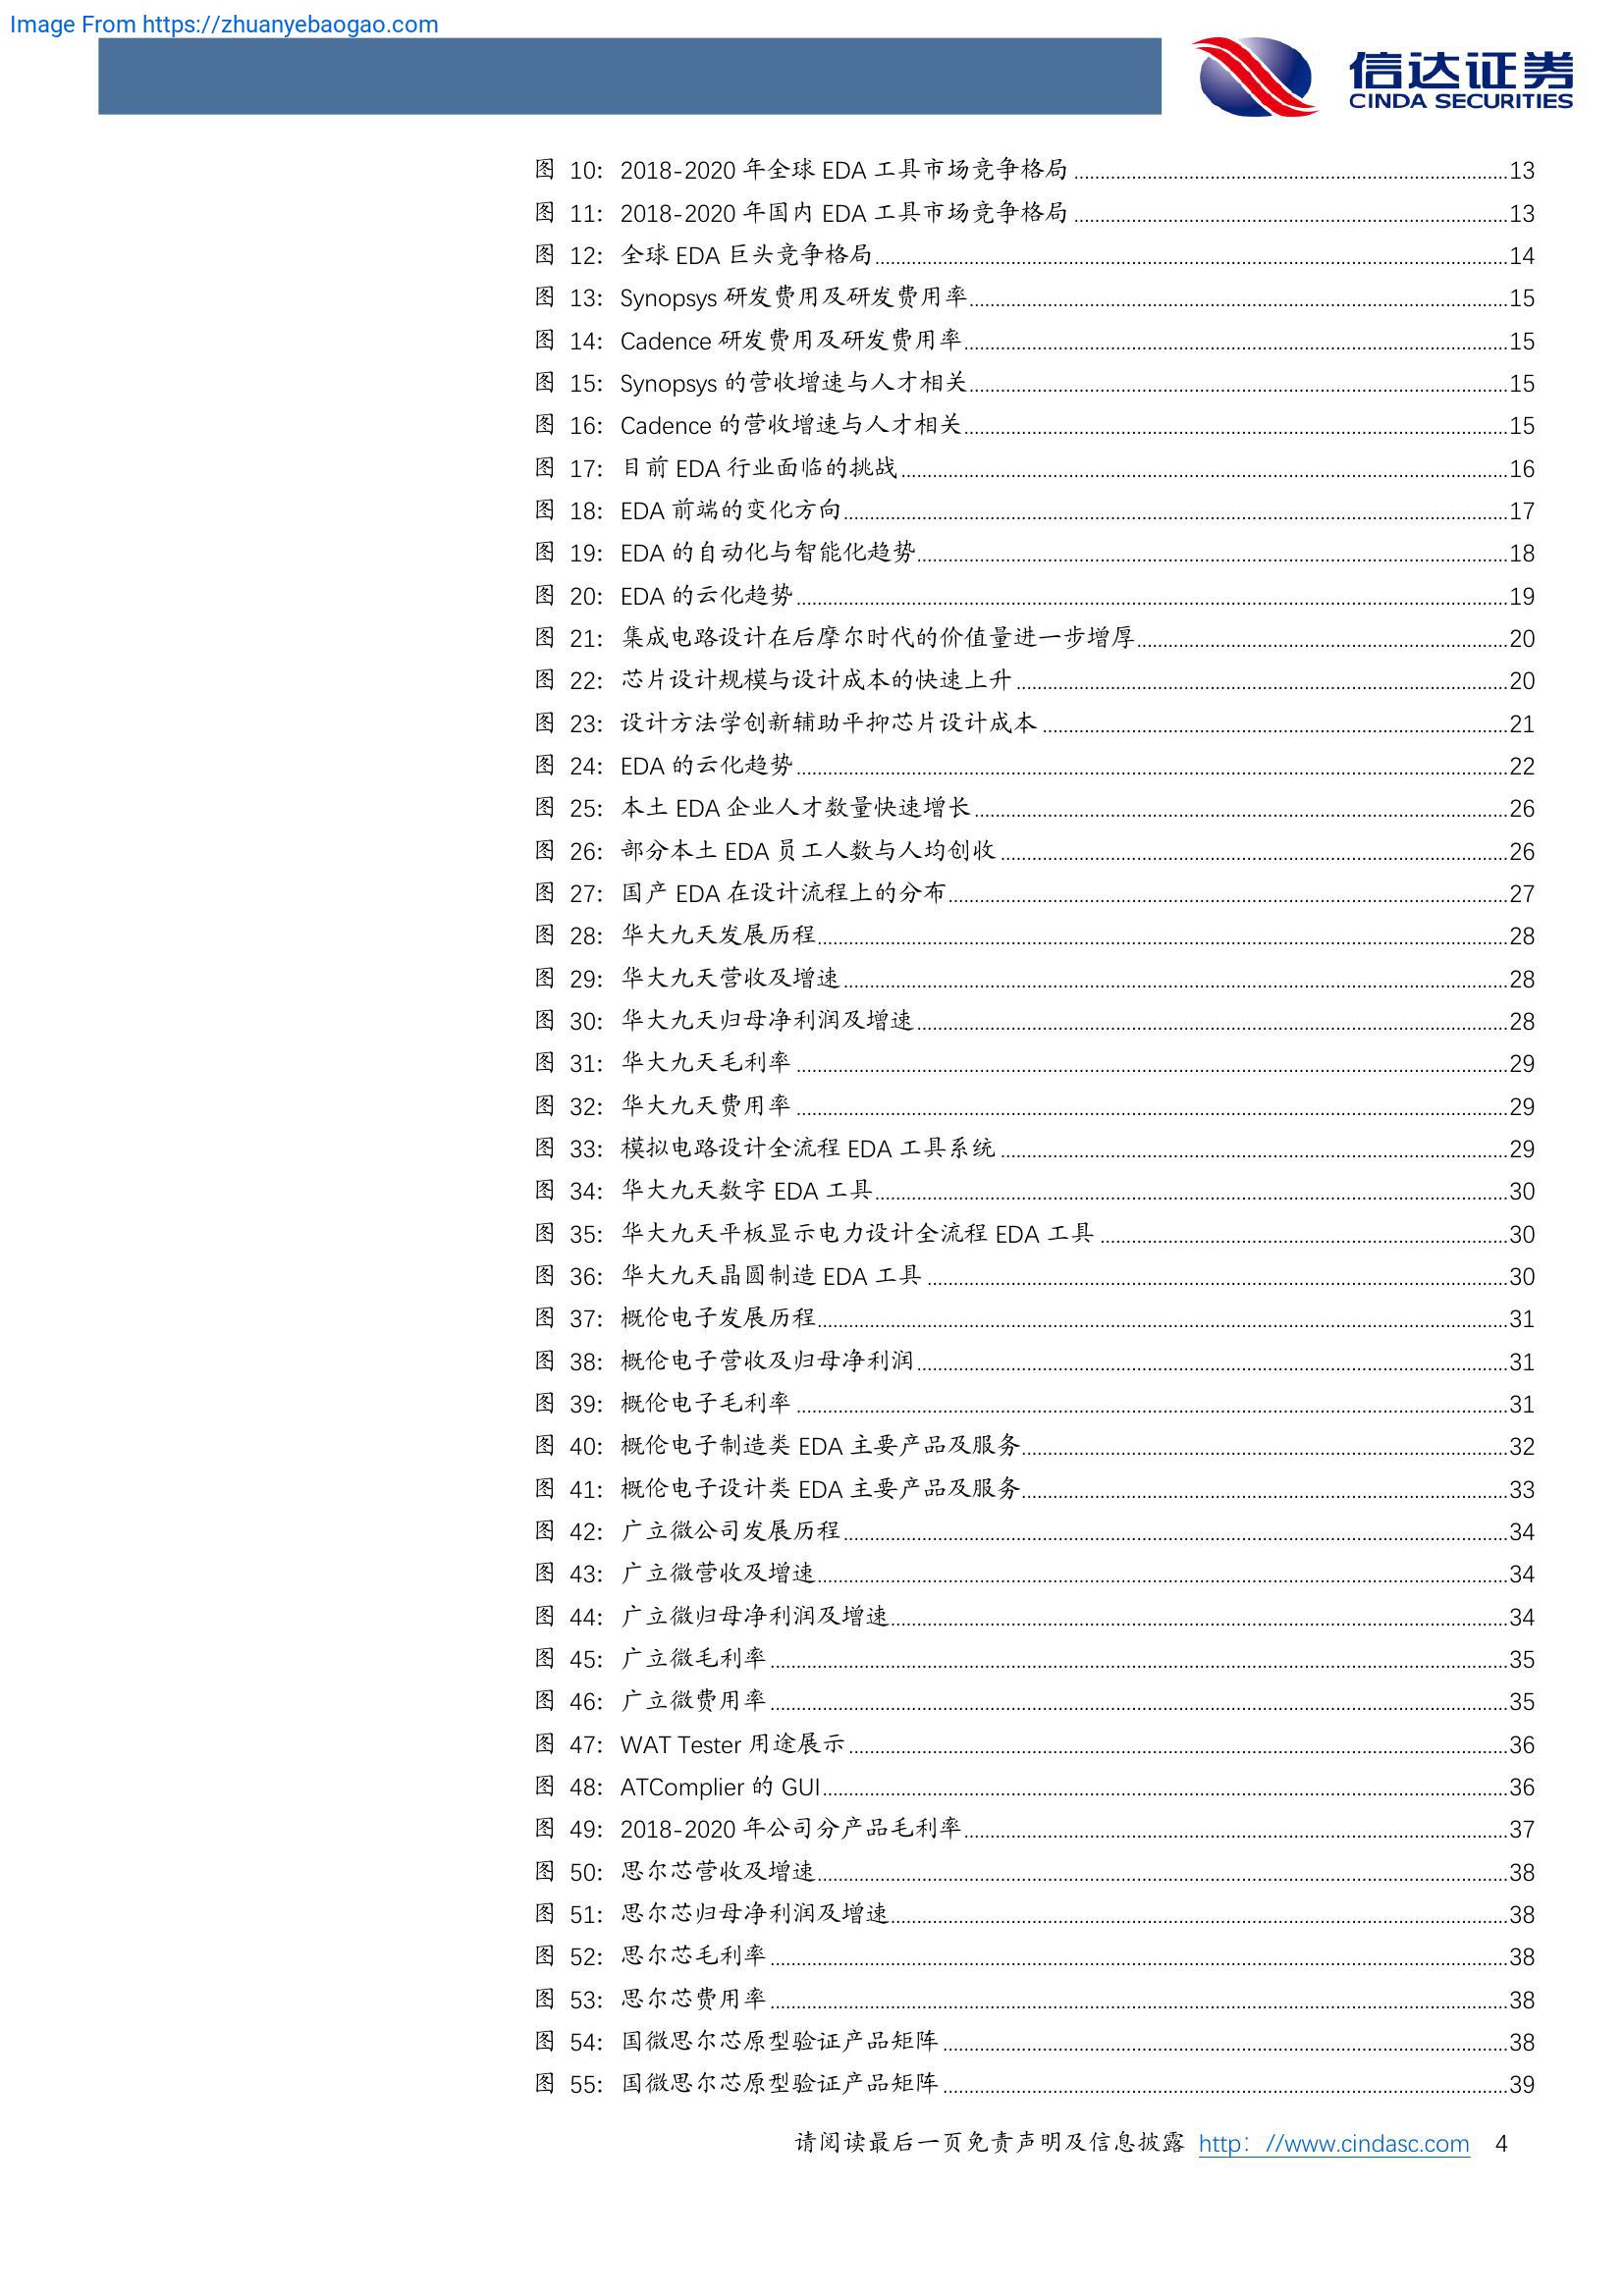 Image From https://zhuanyebaogao.com
信达证券
CINDA SECURITIES
图 10: 2018-2020 年全球 EDA 工具市场竞争格局 13
图 11: 2018-2020 年国内 EDA 工具市场竞争格局 13
图 12: 全球 EDA 巨头竞争格局 14
图 13: Synopsys 研发费用及研发费用率 15
图 14: Cadence 研发费用及研发费用率 15
图 15: Synopsys 的营收增速与人才相关 15
图 16: Cadence 的营收增速与人才相关 15
图 17: 目前 EDA 行业面临的挑战 16
图 18: EDA 前端的变化方向 17
图 19: EDA 的自动化与智能化趋势 18
图 20: EDA 的云化趋势 19
图 21: 集成电路设计在后摩尔时代的价值量进一步增厚 20
图 22: 芯片设计规模与设计成本的快速上升 20
图 23: 设计方法学创新辅助平抑芯片设计成本 21
图 24: EDA 的云化趋势 22
图 25: 本土 EDA 企业人才数量快速增长 26
图 26: 部分本土 EDA 员工人数与人均创收 26
图 27: 国产 EDA 在设计流程上的分布 27
图 28: 华大九天发展历程 28
图 29: 华大九天营收及增速 28
图 30: 华大九天归母净利润及增速 28
图 31: 华大九天毛利率 29
图 32: 华大九天费用率 29
图 33: 模拟电路设计全流程 EDA 工具系统 29
图 34: 华大九天数字 EDA 工具 30
图 35: 华大九天平板显示电力设计全流程 EDA 工具 30
图 36: 华大九天晶圆制造 EDA 工具 30
图 37: 概伦电子发展历程 31
图 38: 概伦电子营收及归母净利润 31
图 39: 概伦电子毛利率 31
图 40: 概伦电子制造类 EDA 主要产品及服务 32
图 41: 概伦电子设计类 EDA 主要产品及服务 33
图 42: 广立微公司发展历程 34
图 43: 广立微营收及增速 34
图 44: 广立微归母净利润及增速 34
图 45: 广立微毛利率 35
图 46: 广立微费用率 35
图 47: WAT Tester 用途展示 36
图 48: ATComplier 的 GUI 36
图 49: 2018-2020 年公司分产品毛利率 37
图 50: 思尔芯营收及增速 38
图 51: 思尔芯归母净利润及增速 38
图 52: 思尔芯毛利率 38
图 53: 思尔芯费用率 38
图 54: 国微思尔芯原型验证产品矩阵 38
图 55: 国微思尔芯原型验证产品矩阵 39
请阅读最后一页免责声明及信息披露 http: //www.cindasc.com 4